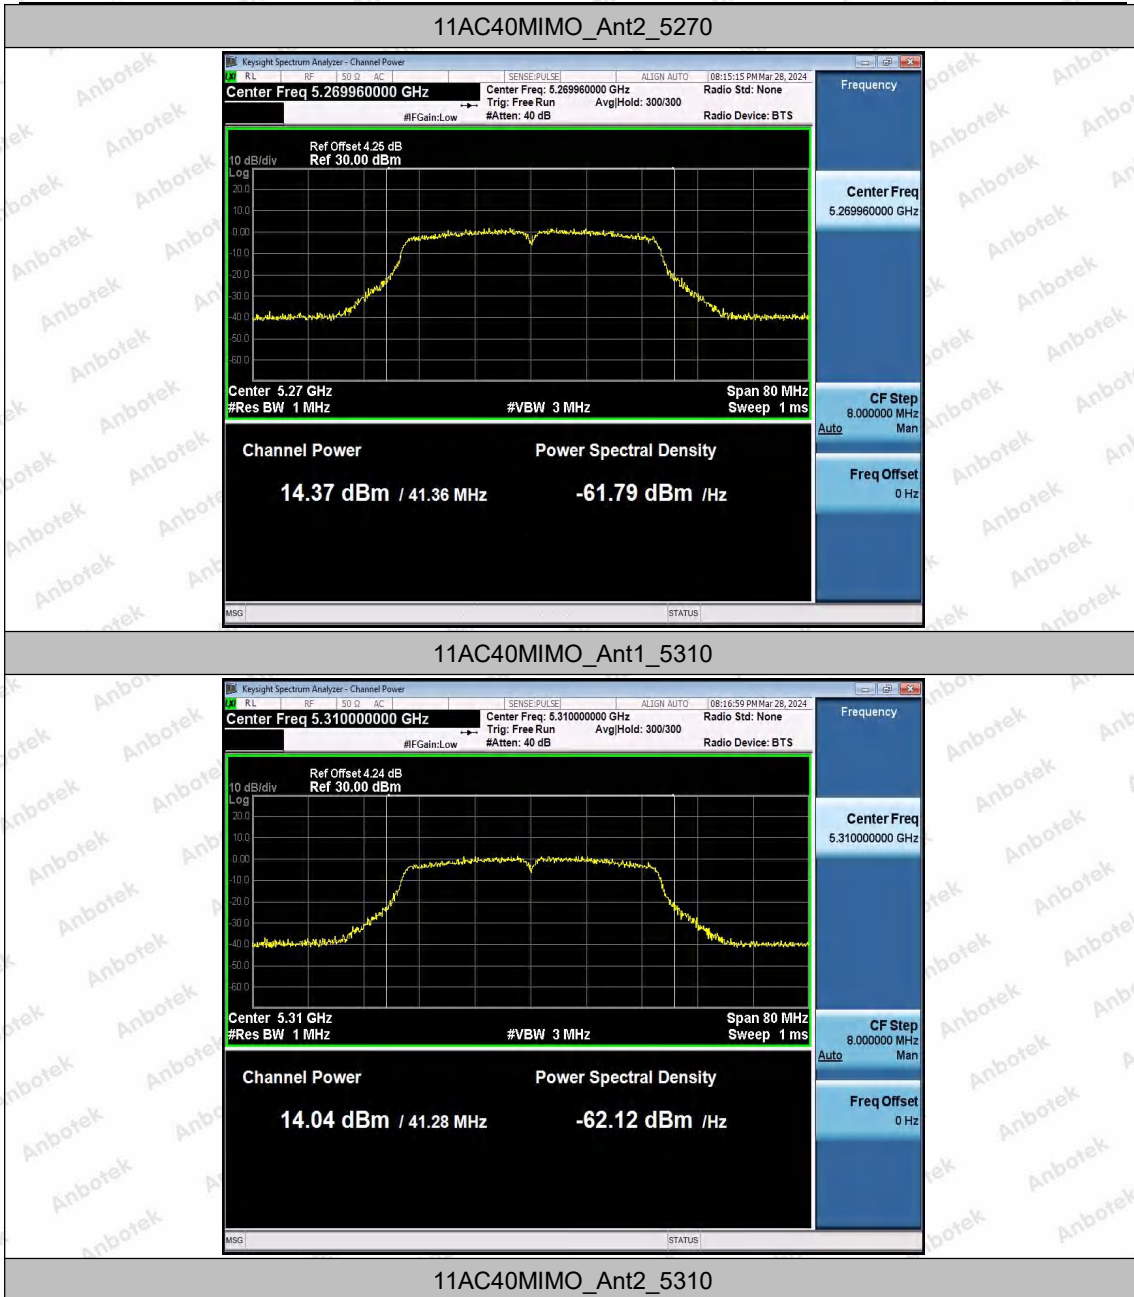 11AC40MIMO_Ant2_5270
Keysight Spectrum Analyzer - Channel Power
LXI RL RF 50 Ω AC SENSE:PULSE ALIGN AUTO 08:15:15 PM Mar 28, 2024
Center Freq 5.269960000 GHz
Center Freq: 5.269960000 GHz
Radio Std: None
Trig: Free Run Avg|Hold: 300/300
#IFGain:Low #Atten: 40 dB Radio Device: BTS
Frequency
Ref Offset 4.25 dB
10 dB/div Ref 30.00 dBm
Log
20.0
10.0
0.00
-10.0
-20.0
-30.0
-40.0
-50.0
-60.0
Center Freq
5.269960000 GHz
Center 5.27 GHz Span 80 MHz
#Res BW 1 MHz #VBW 3 MHz Sweep 1 ms
CF Step
8.000000 MHz
Auto Man
Channel Power Power Spectral Density
14.37 dBm / 41.36 MHz -61.79 dBm /Hz
Freq Offset
0 Hz
MSG STATUS
11AC40MIMO_Ant1_5310
Keysight Spectrum Analyzer - Channel Power
LXI RL RF 50 Ω AC SENSE:PULSE ALIGN AUTO 08:16:59 PM Mar 28, 2024
Center Freq 5.310000000 GHz
Center Freq: 5.310000000 GHz
Radio Std: None
Trig: Free Run Avg|Hold: 300/300
#IFGain:Low #Atten: 40 dB Radio Device: BTS
Frequency
Ref Offset 4.24 dB
10 dB/div Ref 30.00 dBm
Log
20.0
10.0
0.00
-10.0
-20.0
-30.0
-40.0
-50.0
-60.0
Center Freq
5.310000000 GHz
Center 5.31 GHz Span 80 MHz
#Res BW 1 MHz #VBW 3 MHz Sweep 1 ms
CF Step
8.000000 MHz
Auto Man
Channel Power Power Spectral Density
14.04 dBm / 41.28 MHz -62.12 dBm /Hz
Freq Offset
0 Hz
MSG STATUS
11AC40MIMO_Ant2_5310
Anbotek